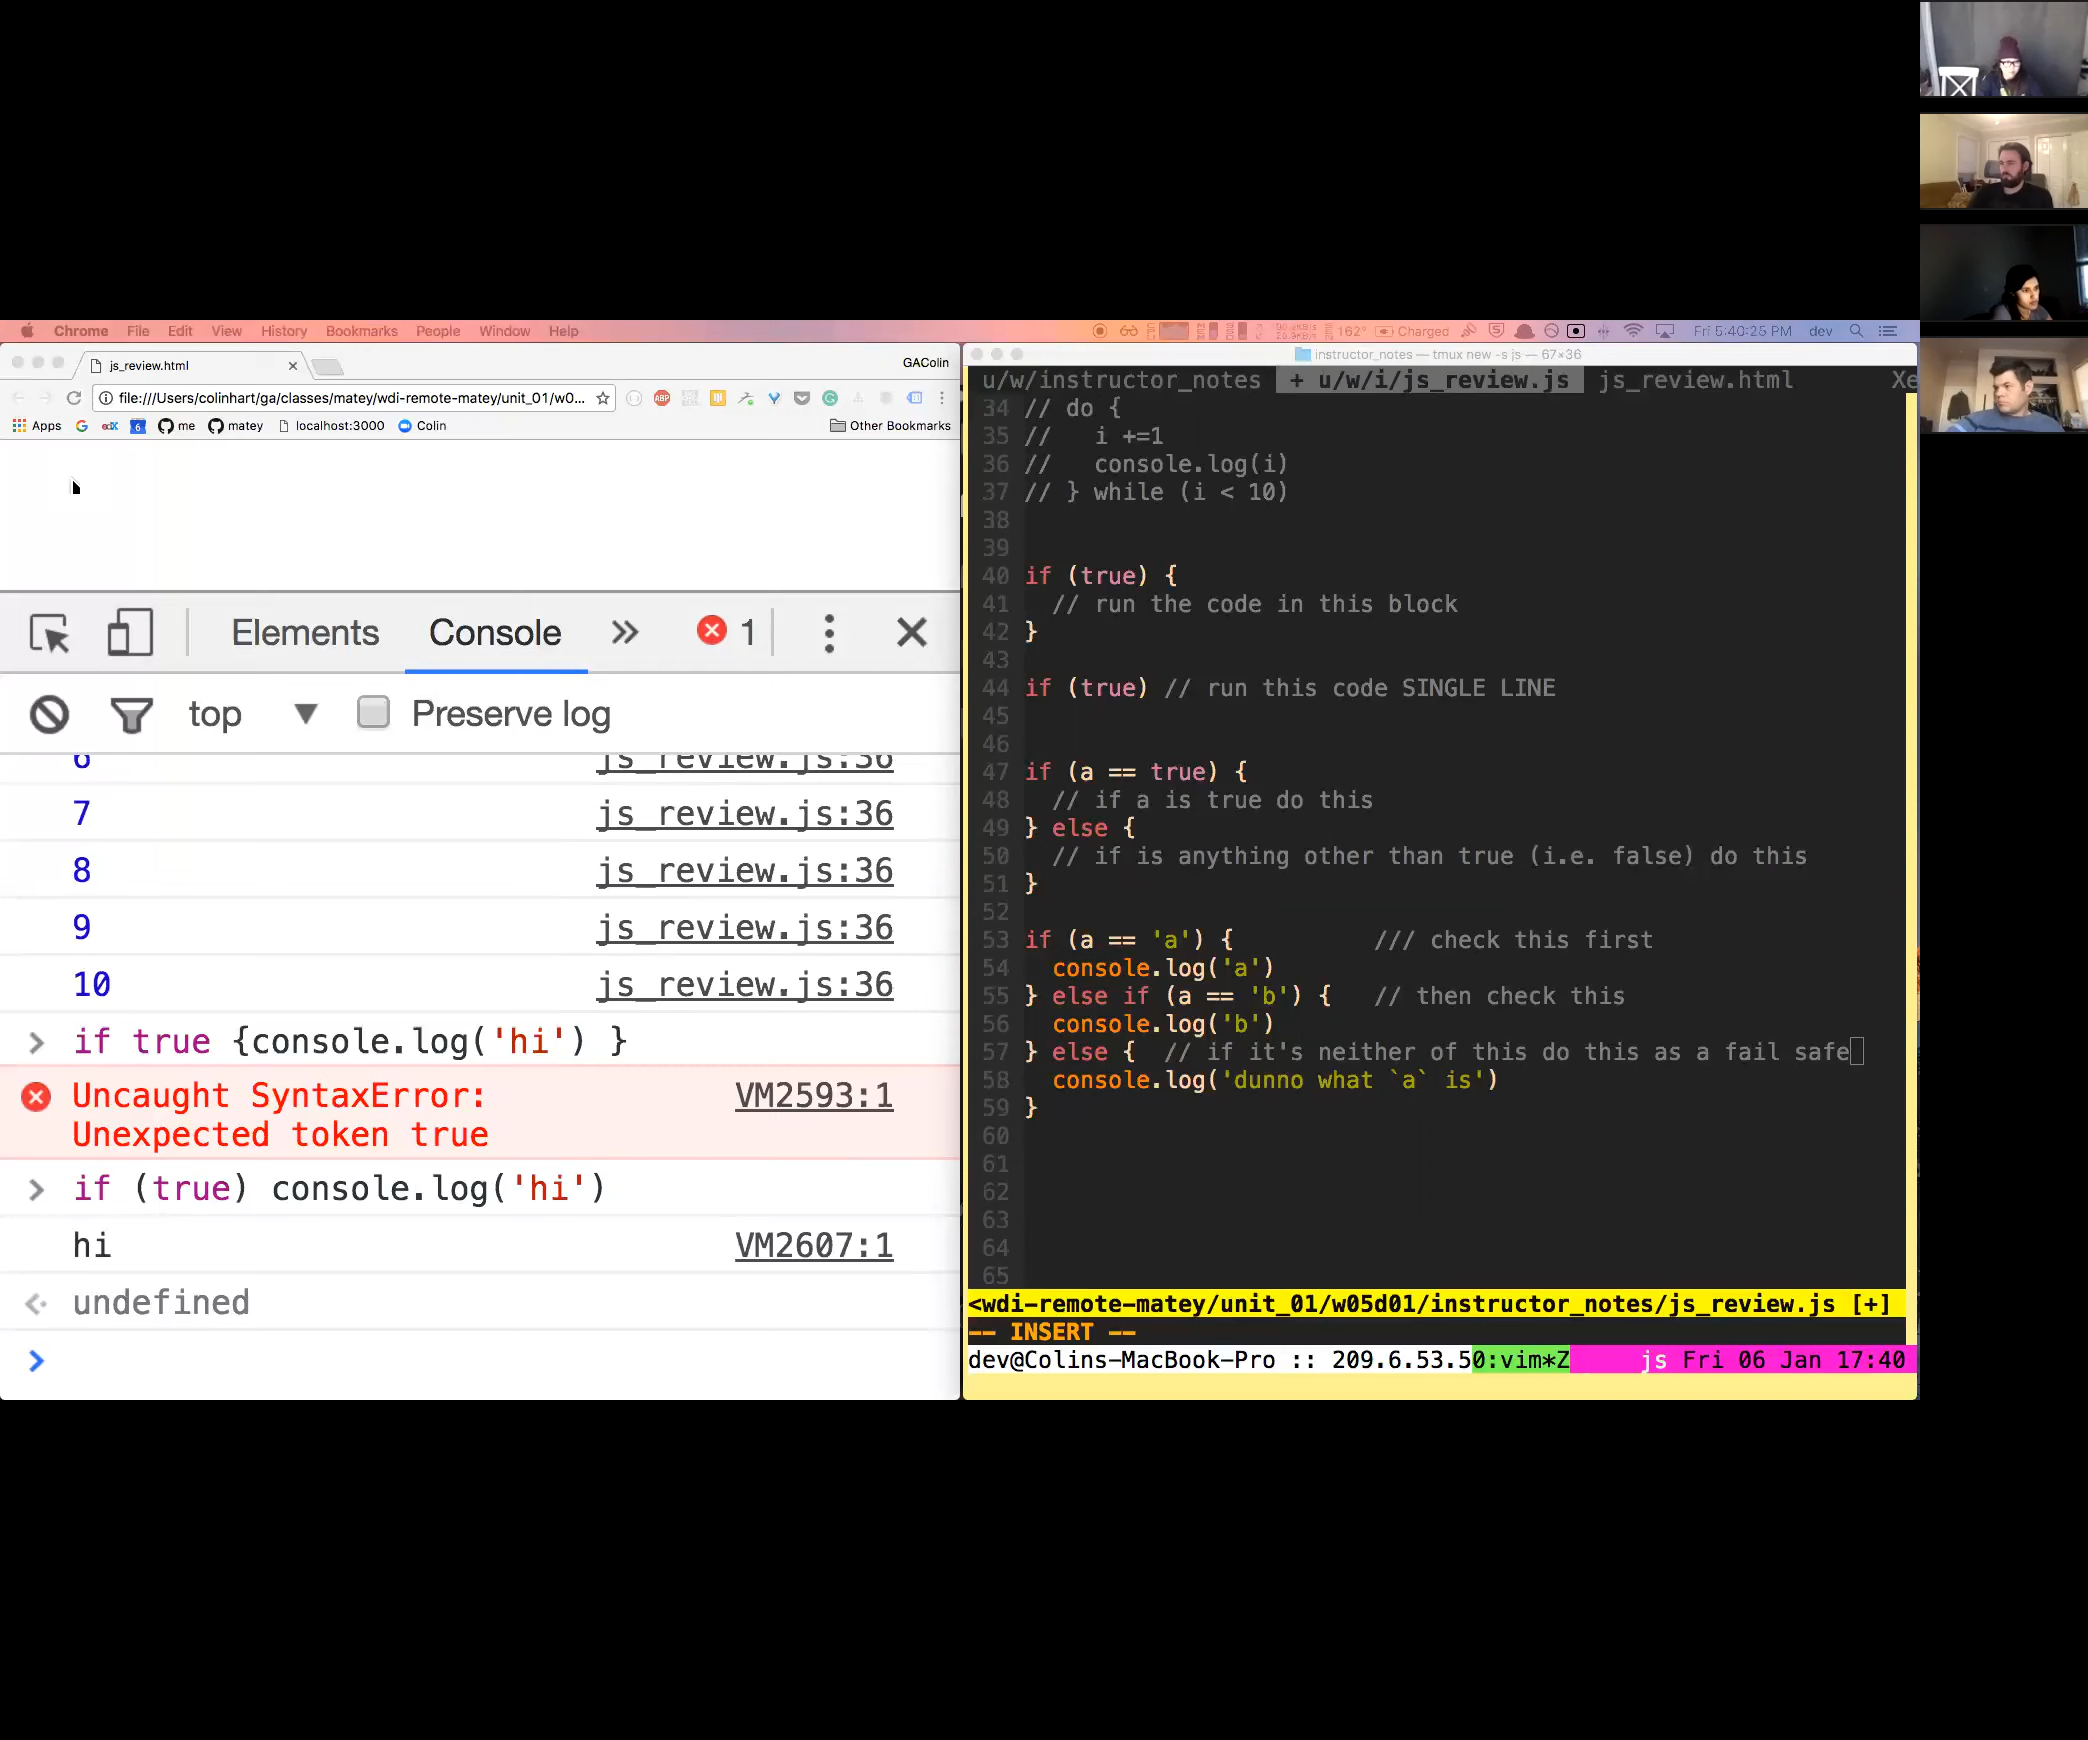 Chrome File Edit View History Bookmarks People Window Help
162° Charged Fri 5:40:25 PM dev
js_review.html
GAColin
file:///Users/colinhart/ga/classes/matey/wdi-remote-matey/unit_01/w0...
ABP
Apps edX 6 me matey localhost:3000 Colin Other Bookmarks
Elements Console 1
top Preserve log
6 js_review.js:36
7 js_review.js:36
8 js_review.js:36
9 js_review.js:36
10 js_review.js:36
if true {console.log('hi') }
Uncaught SyntaxError: VM2593:1
Unexpected token true
if (true) console.log('hi')
hi VM2607:1
undefined
instructor_notes — tmux new -s js — 67×36
u/w/instructor_notes + u/w/i/js_review.js js_review.html Xe
34 // do {
35 //   i +=1
36 //   console.log(i)
37 // } while (i < 10)
38
39
40 if (true) {
41   // run the code in this block
42 }
43
44 if (true) // run this code SINGLE LINE
45
46
47 if (a == true) {
48   // if a is true do this
49 } else {
50   // if is anything other than true (i.e. false) do this
51 }
52
53 if (a == 'a') {          /// check this first
54   console.log('a')
55 } else if (a == 'b') {   // then check this
56   console.log('b')
57 } else {  // if it's neither of this do this as a fail safe
58   console.log('dunno what `a` is')
59 }
60
61
62
63
64
65
<wdi-remote-matey/unit_01/w05d01/instructor_notes/js_review.js [+]
-- INSERT --
dev@Colins-MacBook-Pro :: 209.6.53.50:vim*Z js Fri 06 Jan 17:40